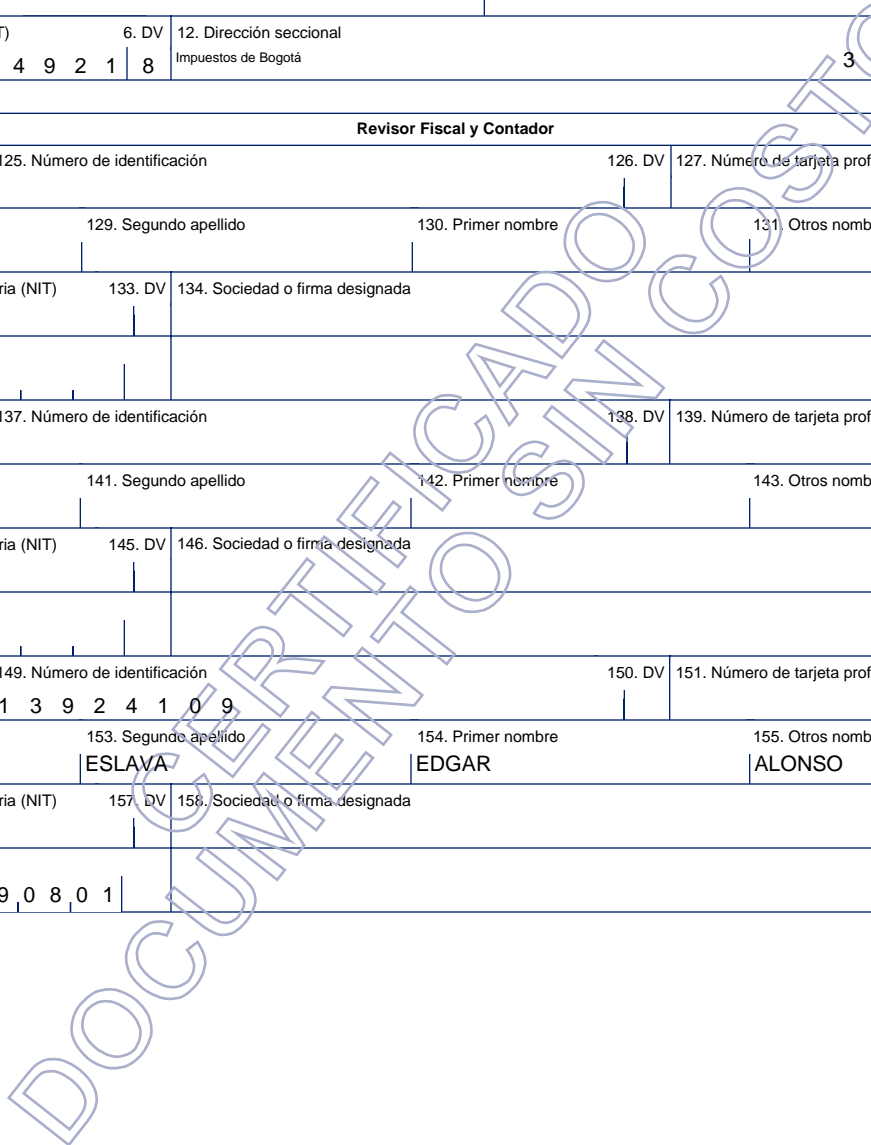 T) 6. DV 12. Dirección seccional
4 9 2 1 8 Impuestos de Bogotá 3
Revisor Fiscal y Contador
125. Número de identificación 126. DV 127. Número de tarjeta prof
129. Segundo apellido 130. Primer nombre 131. Otros nomb
ria (NIT) 133. DV 134. Sociedad o firma designada
137. Número de identificación 138. DV 139. Número de tarjeta prof
141. Segundo apellido 142. Primer nombre 143. Otros nomb
ria (NIT) 145. DV 146. Sociedad o firma designada
149. Número de identificación 150. DV 151. Número de tarjeta prof
1 3 9 2 4 1 0 9
153. Segundo apellido 154. Primer nombre 155. Otros nomb
ESLAVA EDGAR ALONSO
ria (NIT) 157. DV 158. Sociedad o firma designada
9 0 8 0 1
CERTIFICADO
DOCUMENTO SIN COSTO